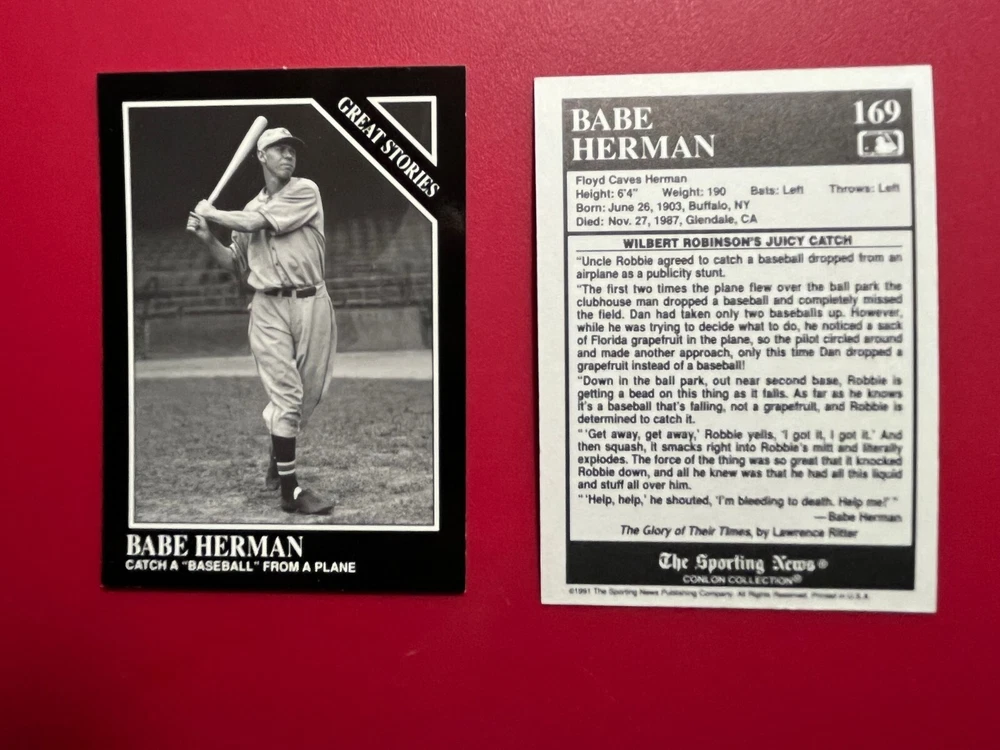 GREAT STORIES
BABE HERMAN
CATCH A "BASEBALL" FROM A PLANE
BABE
HERMAN
169
Floyd Caves Herman
Height: 6'4" Weight: 190 Bats: Left Throws: Left
Born: June 26, 1903, Buffalo, NY
Died: Nov. 27, 1987, Glendale, CA
WILBERT ROBINSON'S JUICY CATCH
"Uncle Robbie agreed to catch a baseball dropped from an
airplane as a publicity stunt.
"The first two times the plane flew over the ball park the
clubhouse man dropped a baseball and completely missed
the field. Dan had taken only two baseballs up. However,
while he was trying to decide what to do, he noticed a sack
of Florida grapefruit in the plane, so the pilot circled around
and made another approach, only this time Dan dropped a
grapefruit instead of a baseball!
"Down in the ball park, out near second base, Robbie is
getting a bead on this thing as it falls. As far as he knows
it's a baseball that's falling, not a grapefruit, and Robbie is
determined to catch it.
"'Get away, get away,' Robbie yells, 'I got it, I got it.' And
then squash, it smacks right into Robbie's mitt and literally
explodes. The force of the thing was so great that it knocked
Robbie down, and all he knew was that he had all this liquid
and stuff all over him.
"'Help, help,' he shouted, 'I'm bleeding to death. Help me!'"
—Babe Herman
The Glory of Their Times, by Lawrence Ritter
The Sporting News®
CONLON COLLECTION®
©1991 The Sporting News Publishing Company. All Rights Reserved. Printed in U.S.A.